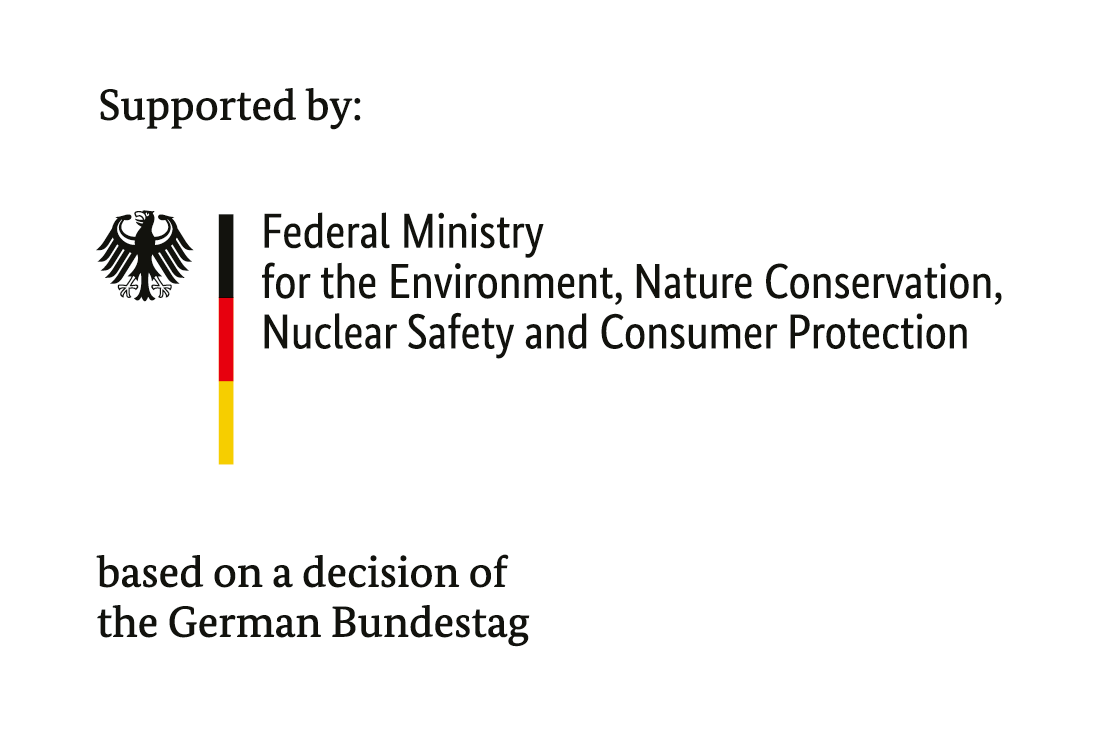 Supported by:
Federal Ministry
for the Environment, Nature Conservation,
Nuclear Safety and Consumer Protection
based on a decision of
the German Bundestag